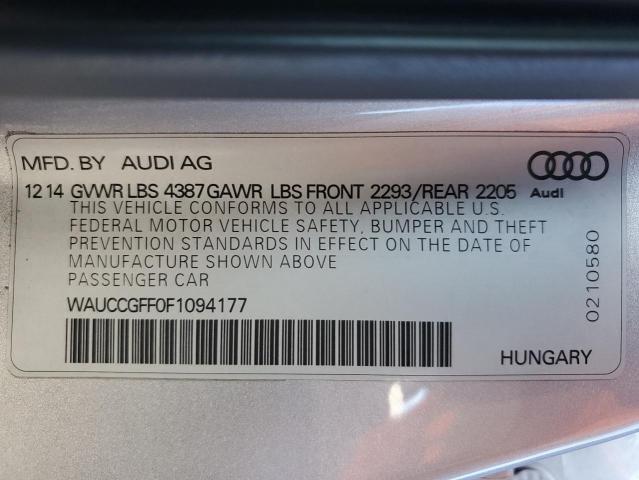 MFD. BY AUDI AG
12 14 GVWR LBS 4387 GAWR LBS FRONT 2293/REAR 2205 Audi
THIS VEHICLE CONFORMS TO ALL APPLICABLE U.S.
FEDERAL MOTOR VEHICLE SAFETY, BUMPER AND THEFT
PREVENTION STANDARDS IN EFFECT ON THE DATE OF
MANUFACTURE SHOWN ABOVE
PASSENGER CAR
WAUCCGFF0F1094177
HUNGARY
0210580